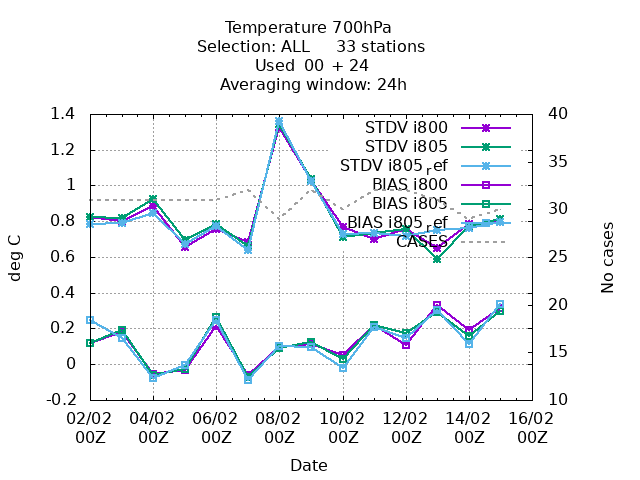 Temperature 700hPa
Selection: ALL 33 stations
Used 00 + 24
Averaging window: 24h
1.4
1.2
1
0.8
0.6
0.4
0.2
0
-0.2
deg C
40
35
30
25
20
15
10
No cases
STDV i800
STDV i805
STDV i805ref
BIAS i800
BIAS i805
BIAS i805ref
CASES
02/02 04/02 06/02 08/02 10/02 12/02 14/02 16/02
00Z 00Z 00Z 00Z 00Z 00Z 00Z 00Z
Date